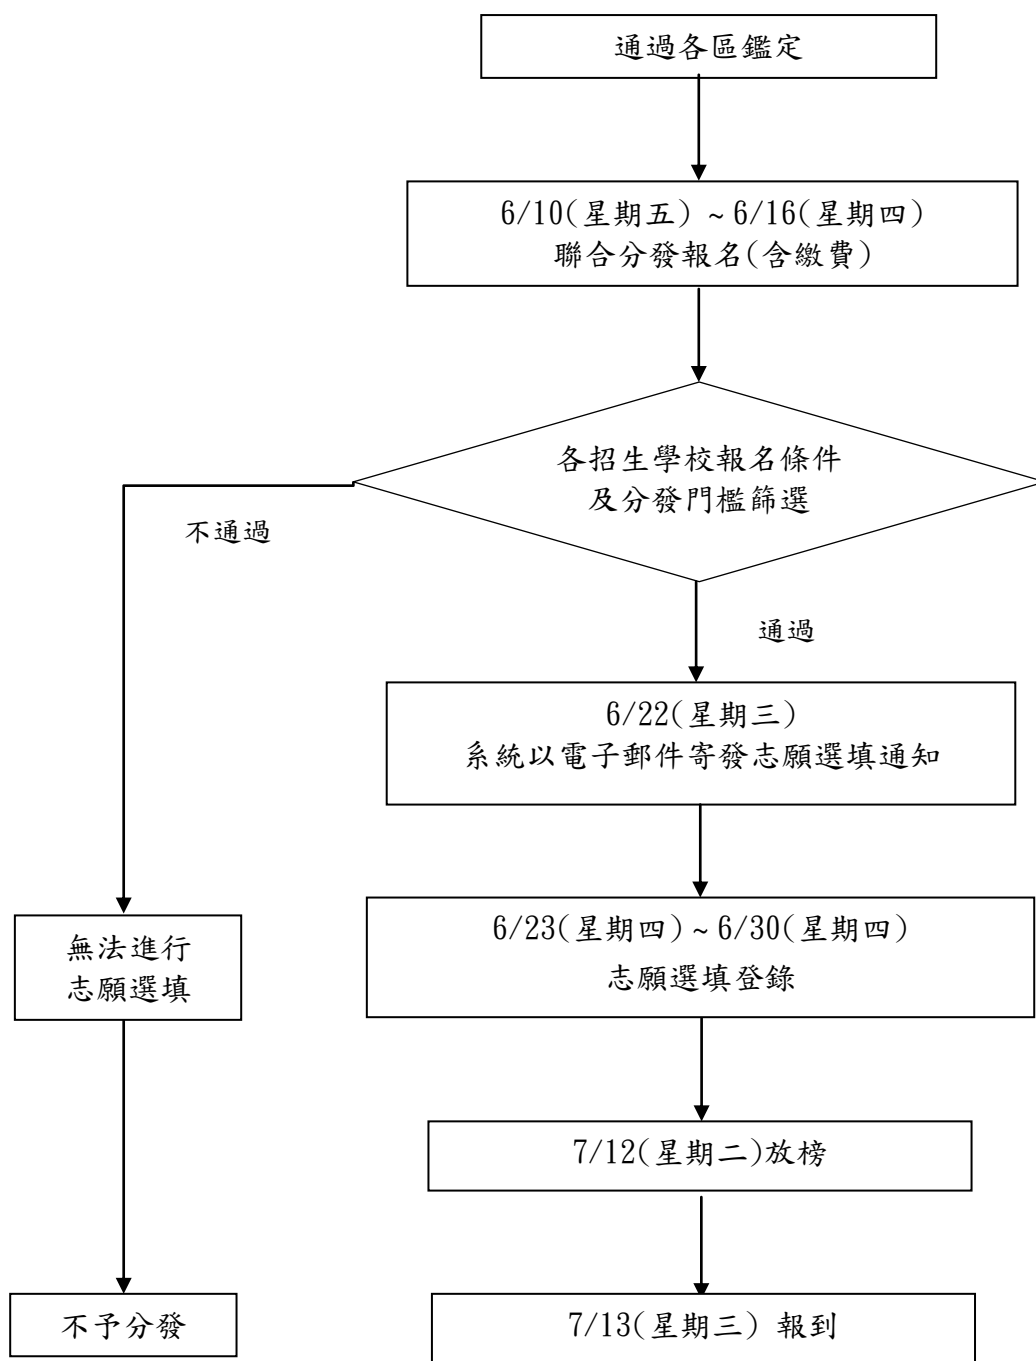 通過各區鑑定
6/10(星期五) ~ 6/16(星期四)
聯合分發報名(含繳費)
各招生學校報名條件
及分發門檻篩選
不通過
通過
6/22(星期三)
系統以電子郵件寄發志願選填通知
6/23(星期四) ~ 6/30(星期四)
志願選填登錄
無法進行
志願選填
7/12(星期二)放榜
不予分發
7/13(星期三) 報到